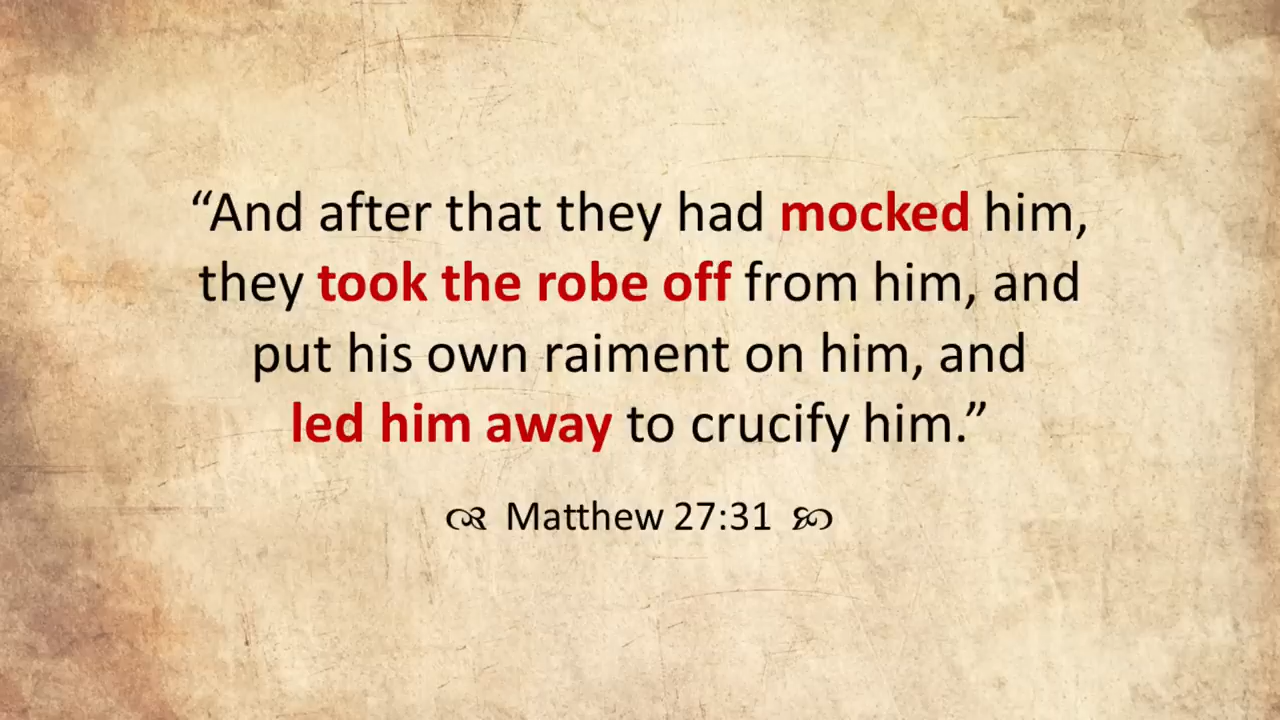 “And after that they had mocked him,
they took the robe off from him, and
put his own raiment on him, and
led him away to crucify him.”
Matthew 27:31